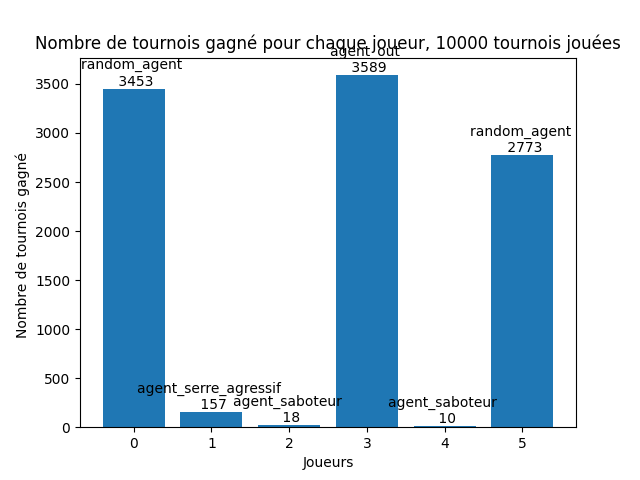 Nombre de tournois gagné pour chaque joueur, 10000 tournois jouées
agent_out
3589
random_agent
3453
random_agent
2773
agent_serre_agressif
157
agent_saboteur
18
agent_saboteur
10
Nombre de tournois gagné
3500
3000
2500
2000
1500
1000
500
0
0 1 2 3 4 5
Joueurs